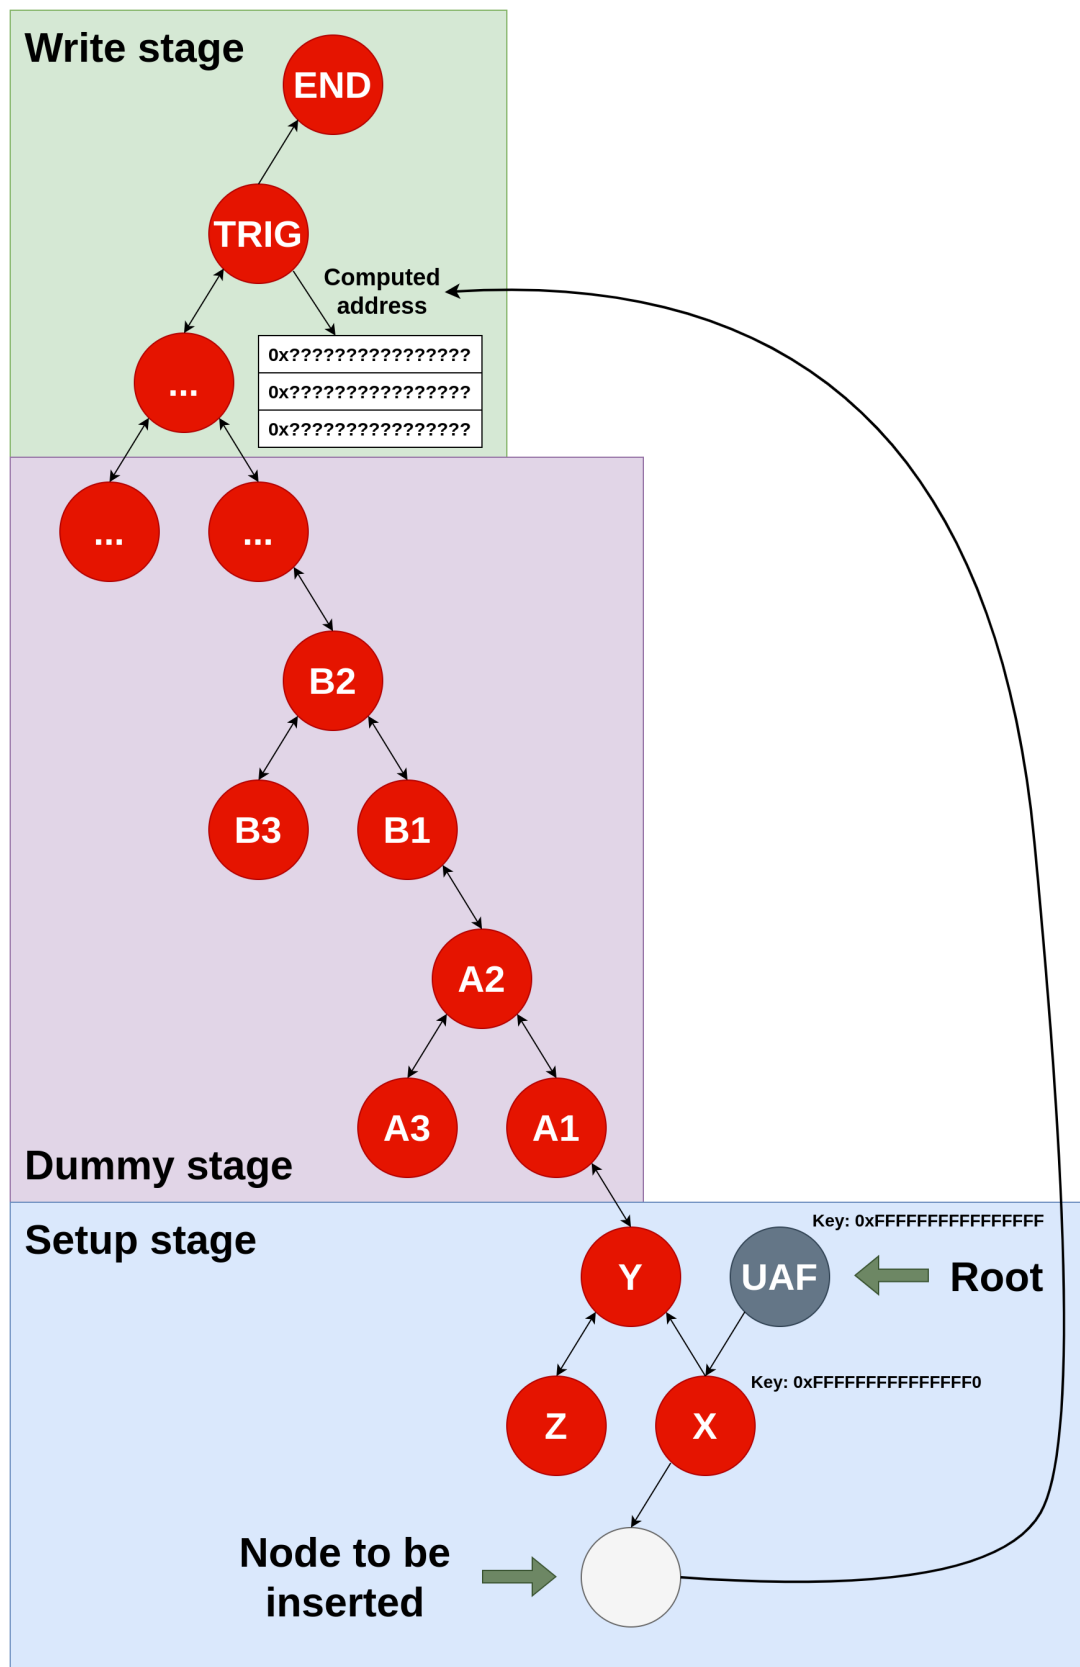 Write stage
END
TRIG
Computed
address
0x????????????????
...
0x????????????????
0x????????????????
...
...
B2
B3
B1
A2
A3
A1
Dummy stage
Setup stage
Key: 0xFFFFFFFFFFFFFFFF
Y
UAF
Root
Key: 0xFFFFFFFFFFFFFFF0
Z
X
Node to be
inserted